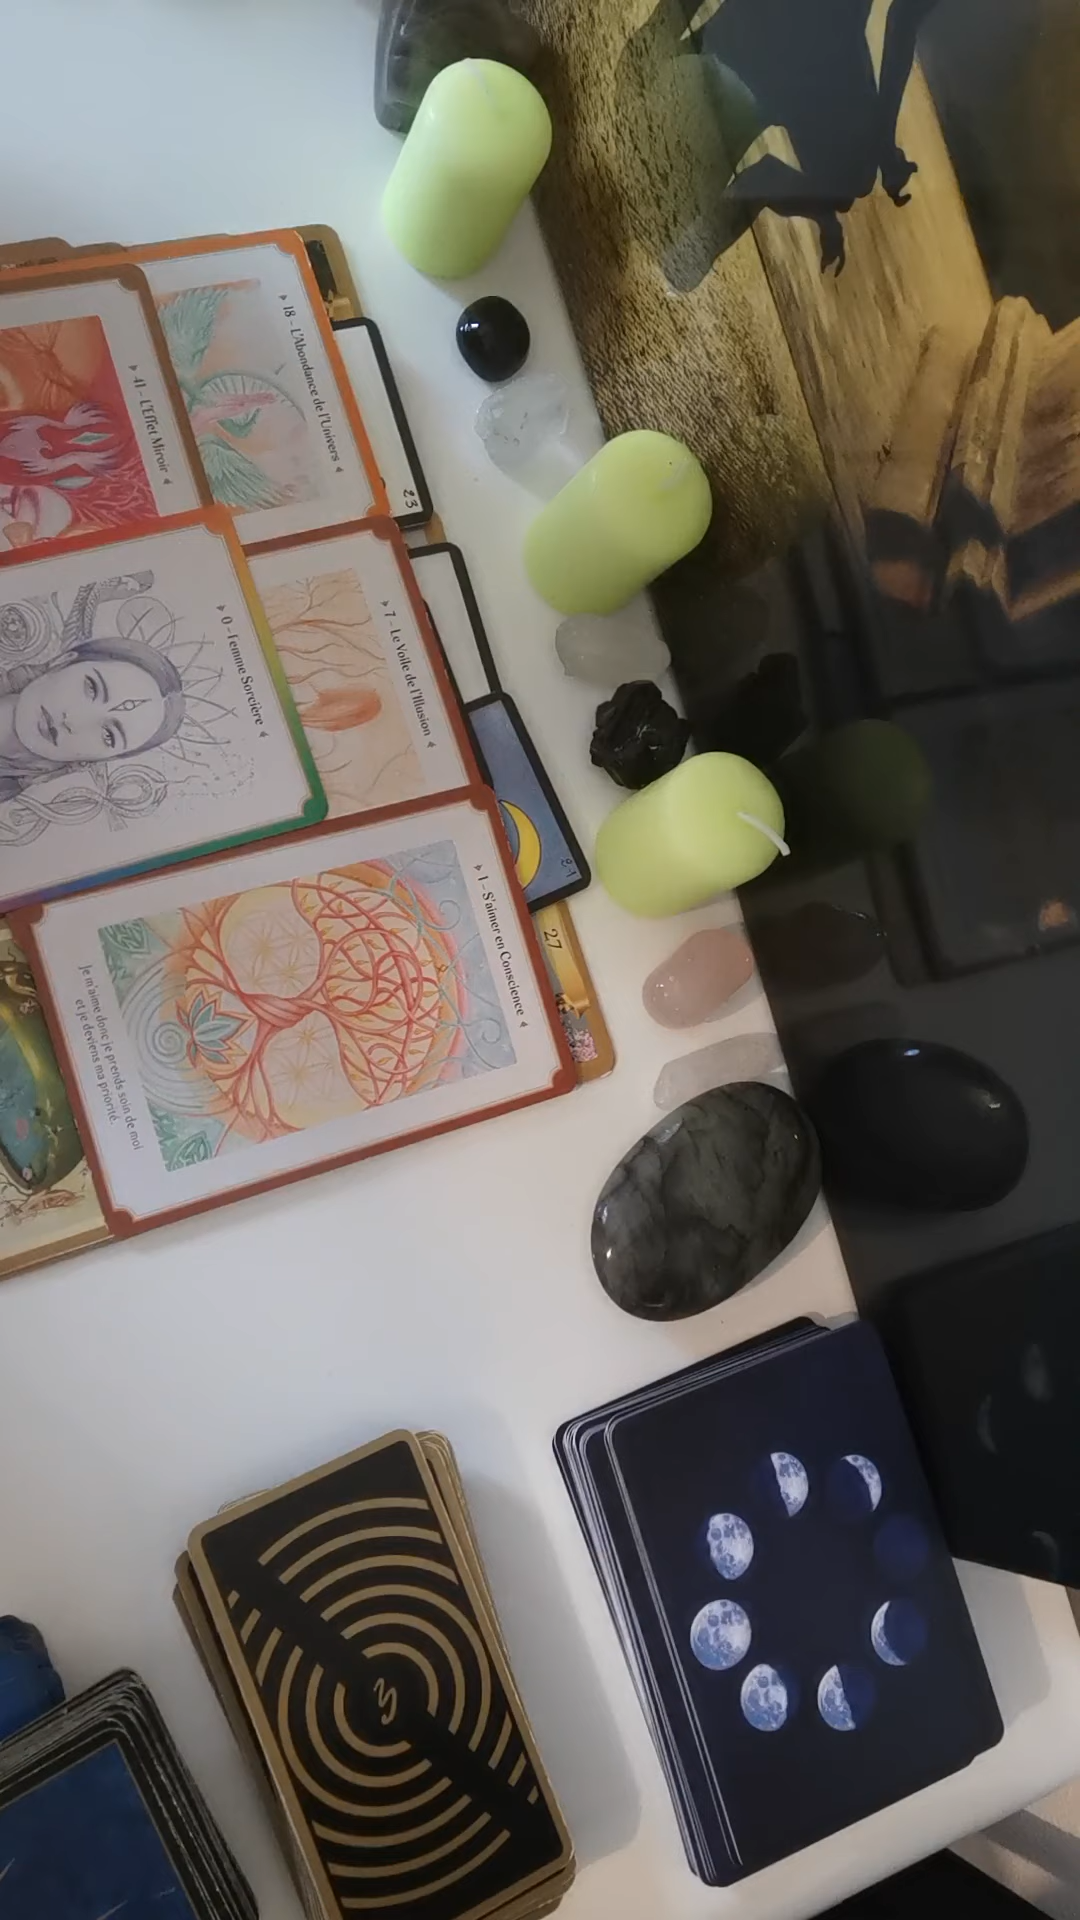 18 - L'Abondance de l'Univers
41 - L'Effet Miroir
23
7 - Le Voile de l'Illusion
0 - Femme Sorcière
21
27
1 - S'aimer en Conscience
Je m'aime donc je prends soin de moi
et je deviens ma priorité.